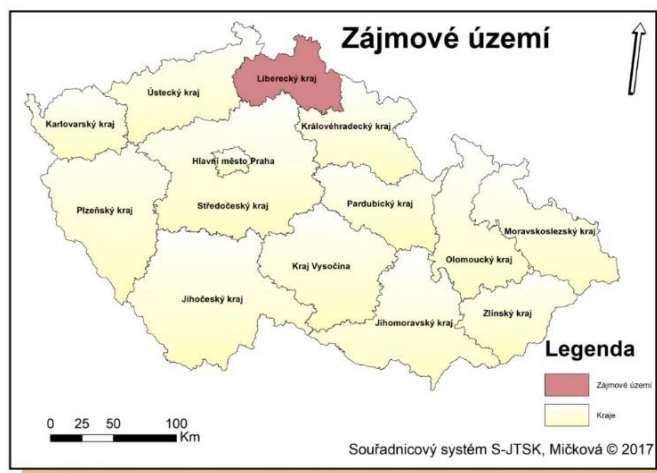 Zájmové území
Liberecký kraj
Ústecký kraj
Karlovarský kraj
Královéhradecký kraj
Hlavní město Praha
Středočeský kraj
Plzeňský kraj
Pardubický kraj
Moravskoslezský kraj
Olomoucký kraj
Kraj Vysočina
Jihočeský kraj
Jihomoravský kraj
Zlínský kraj
Legenda
Zájmové území
Kraje
0 25 50 100
Km
Souřadnicový systém S-JTSK, Mičková © 2017